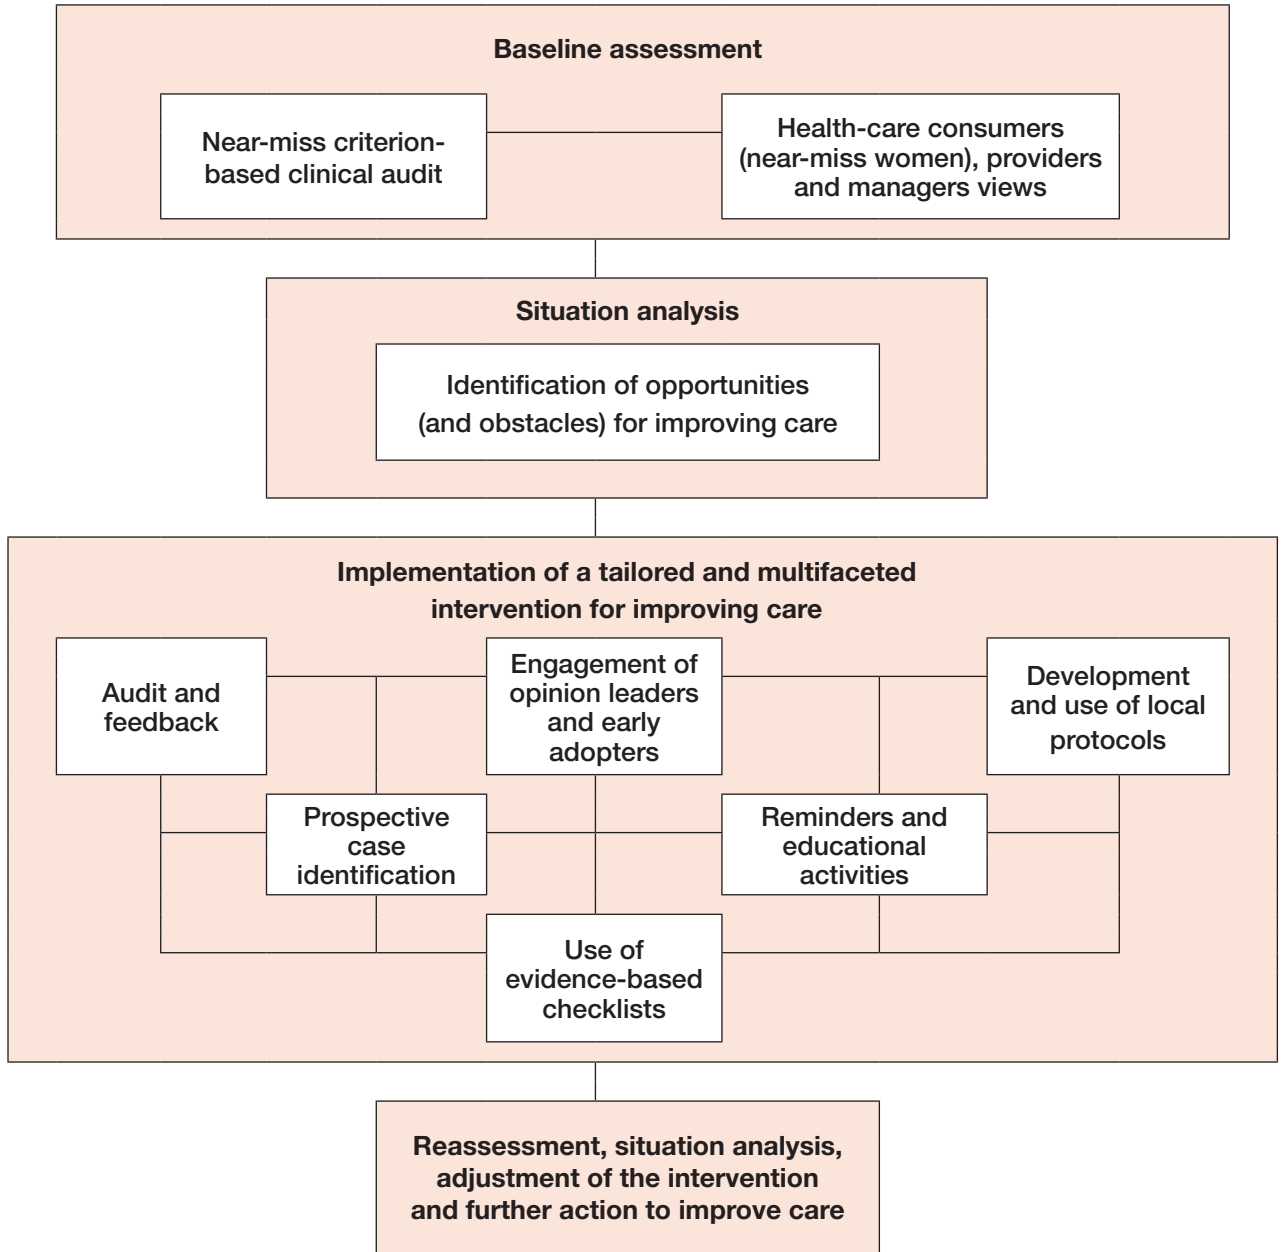 Baseline assessment
Near-miss criterion-
based clinical audit
Health-care consumers
(near-miss women), providers
and managers views
Situation analysis
Identification of opportunities
(and obstacles) for improving care
Implementation of a tailored and multifaceted
intervention for improving care
Audit and
feedback
Engagement of
opinion leaders
and early
adopters
Development
and use of local
protocols
Prospective
case
identification
Reminders and
educational
activities
Use of
evidence-based
checklists
Reassessment, situation analysis,
adjustment of the intervention
and further action to improve care